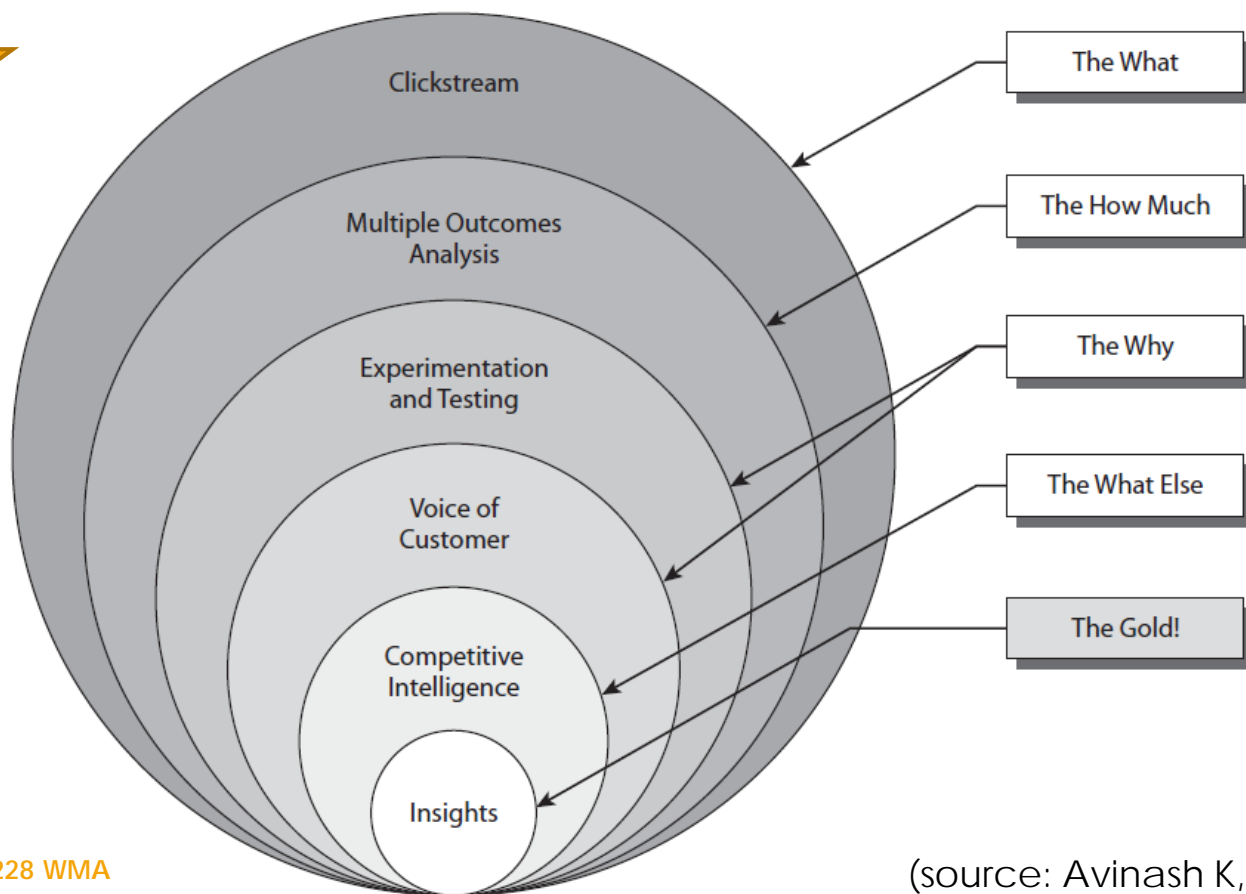 Clickstream
Multiple Outcomes
Analysis
Experimentation
and Testing
Voice of
Customer
Competitive
Intelligence
Insights
The What
The How Much
The Why
The What Else
The Gold!
228 WMA
(source: Avinash K,